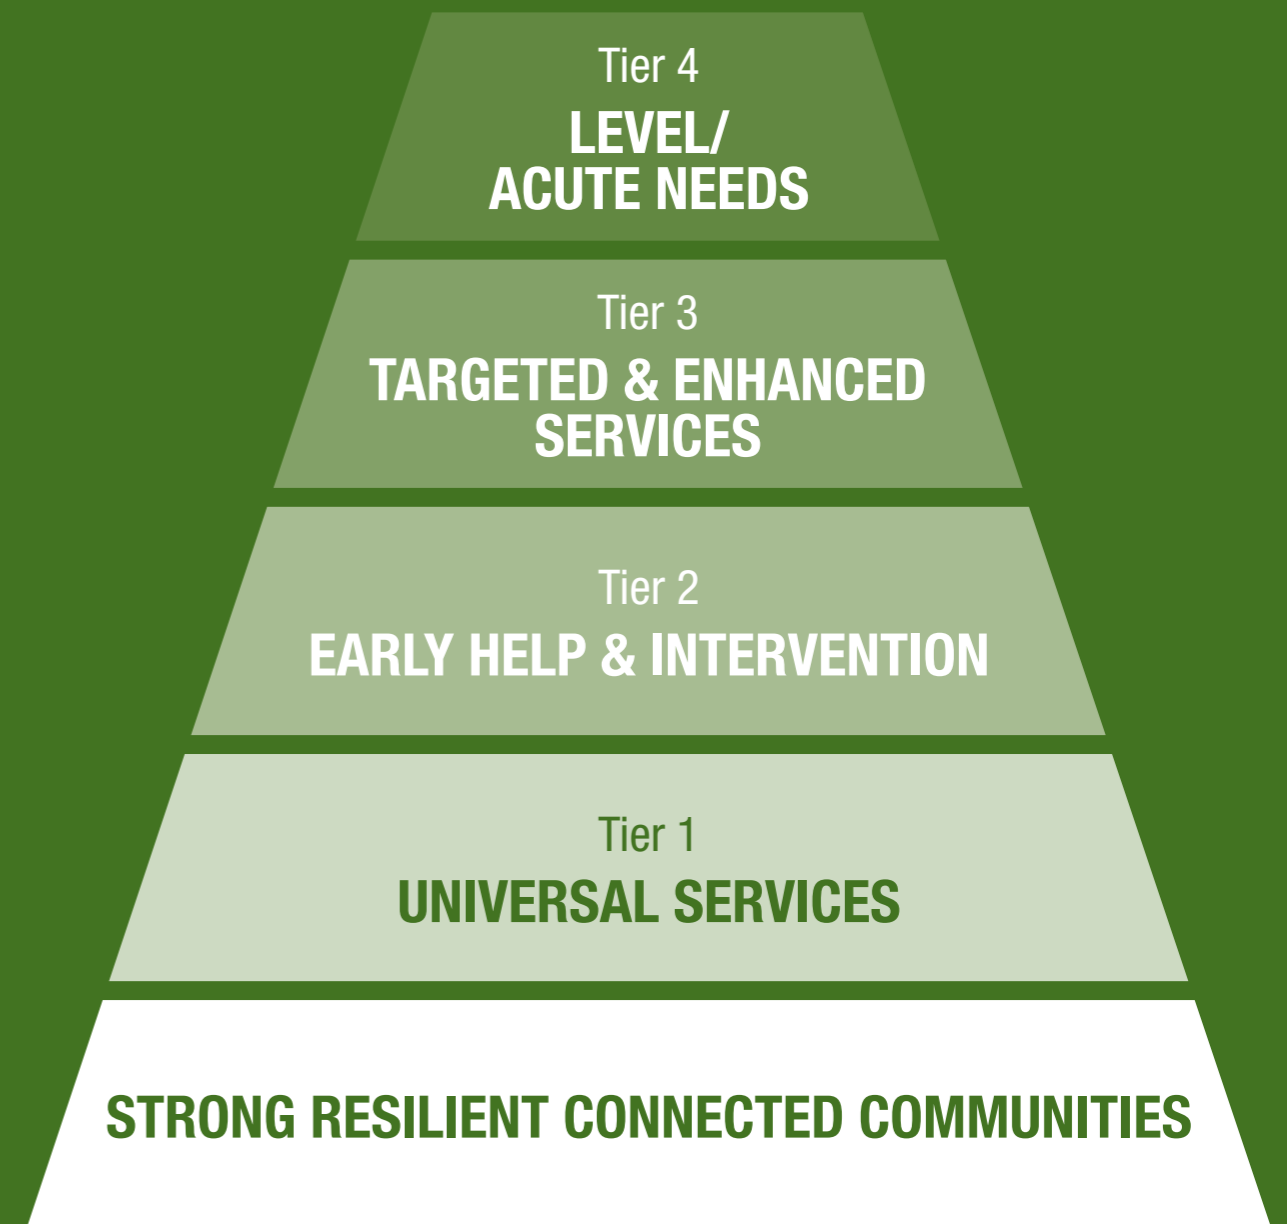 Tier 4
LEVEL/
ACUTE NEEDS
Tier 3
TARGETED & ENHANCED
SERVICES
Tier 2
EARLY HELP & INTERVENTION
Tier 1
UNIVERSAL SERVICES
STRONG RESILIENT CONNECTED COMMUNITIES